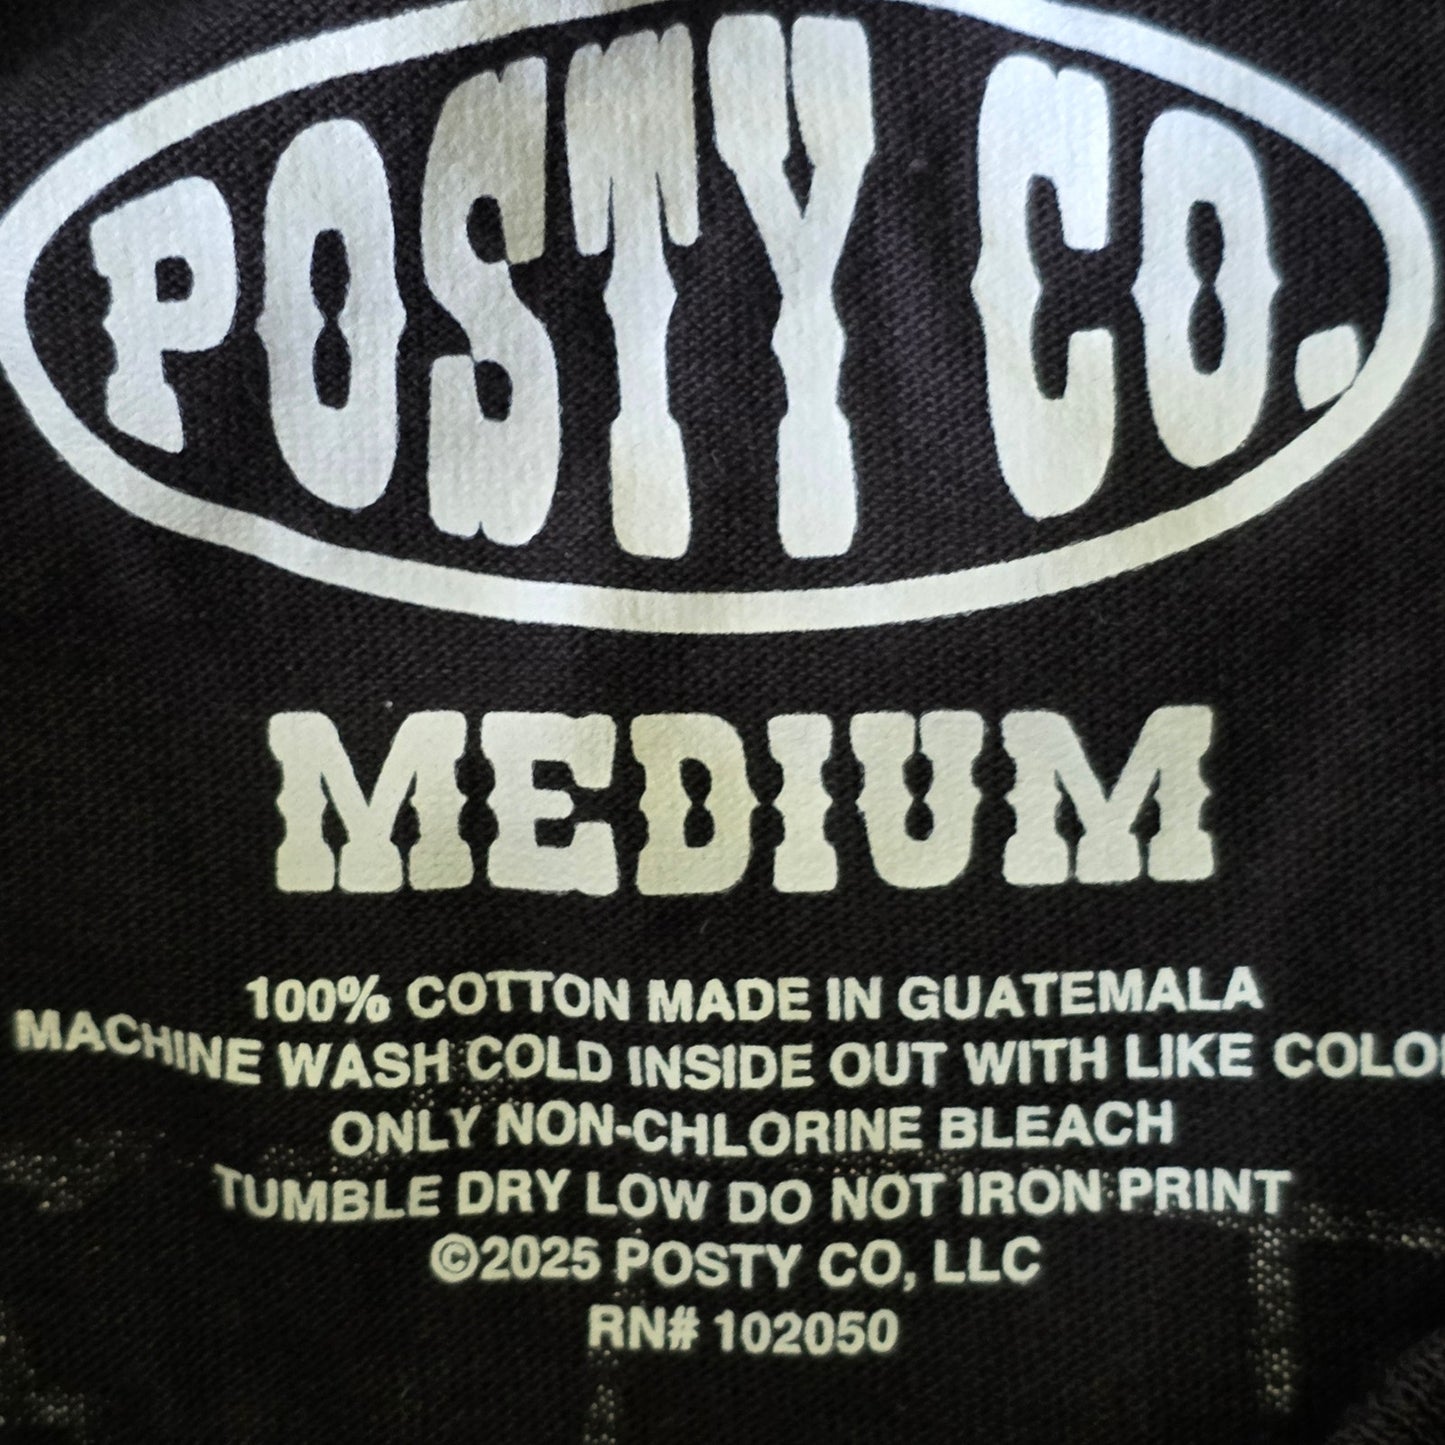 POSTY CO.
MEDIUM
100% COTTON MADE IN GUATEMALA
MACHINE WASH COLD INSIDE OUT WITH LIKE
ONLY NON-CHLORINE BLEACH
TUMBLE DRY LOW DO NOT IRON PRINT
©2025 POSTY CO, LLC
RN# 102050